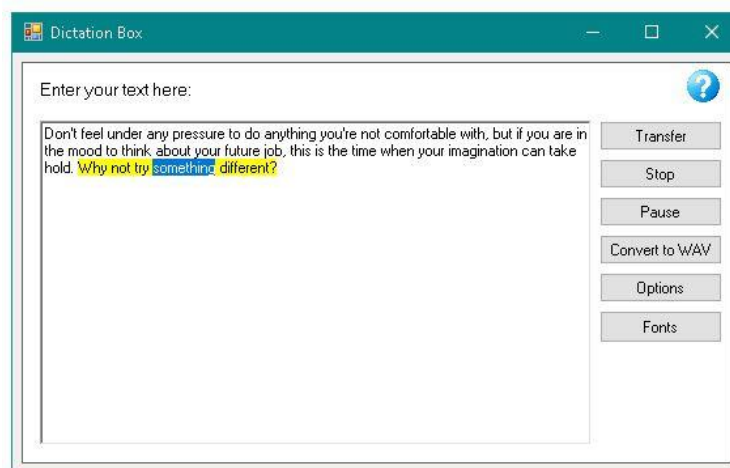 Dictation Box
Enter your text here:
Don't feel under any pressure to do anything you're not comfortable with, but if you are in
the mood to think about your future job, this is the time when your imagination can take
hold. Why not try something different?
Transfer
Stop
Pause
Convert to WAV
Options
Fonts